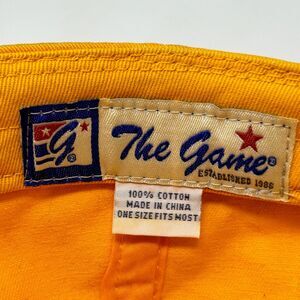 G®
The Game®
ESTABLISHED 1986
100% COTTON
MADE IN CHINA
ONE SIZE FITS MOST